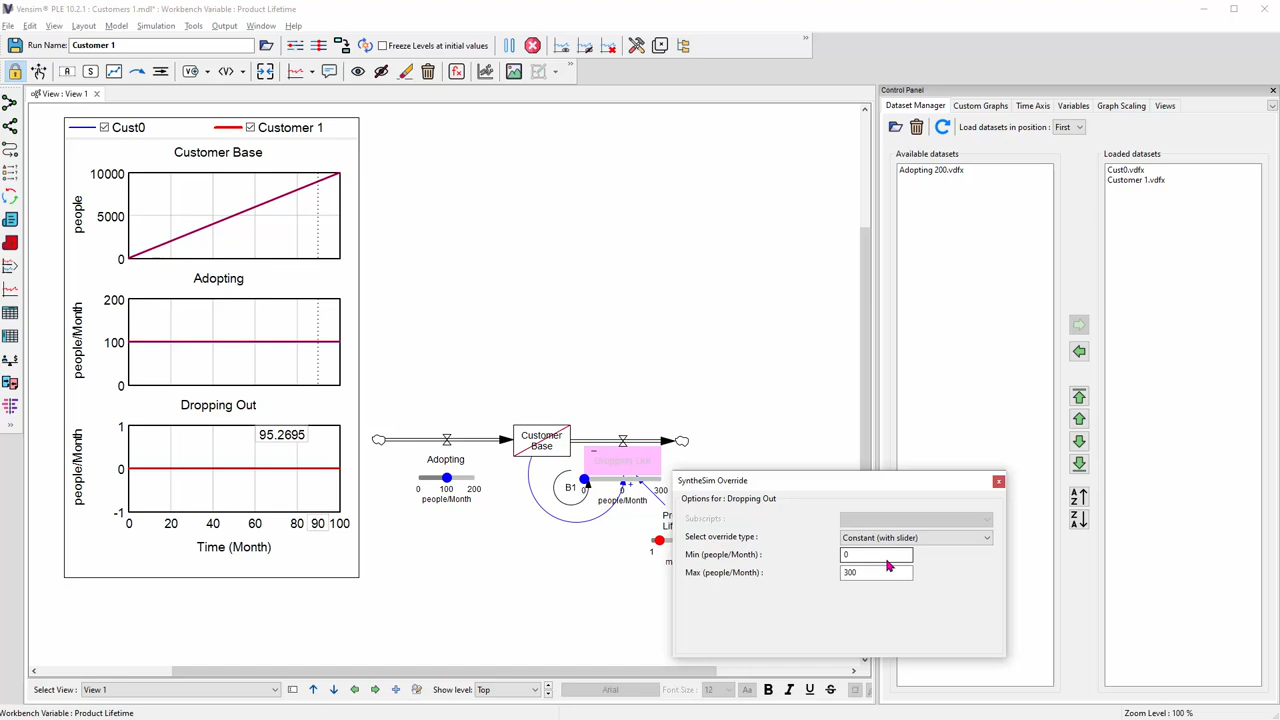 Vensim® PLE 10.2.1 : Customers 1.mdl* : Workbench Variable : Product Lifetime
File Edit View Layout Model Simulation Tools Output Window Help
Run Name: Customer 1 Freeze Levels at initial values
View : View 1
Control Panel
Dataset Manager Custom Graphs Time Axis Variables Graph Scaling Views
Load datasets in position : First
Available datasets Loaded datasets
Adopting 200.vdfx
Cust0.vdfx
Customer 1.vdfx
Cust0 Customer 1
Customer Base
people
10000
5000
0
Adopting
people/Month
200
100
0
Dropping Out
people/Month
1
0
-1
95.2695
0 20 40 60 80 90 100
Time (Month)
Customer
Base
Adopting
0 100 200
people/Month
B1
Dropping Out
0 0 300
people/Month
Pr
Lif
1
m
SyntheSim Override
Options for : Dropping Out
Subscripts :
Select override type : Constant (with slider)
Min (people/Month) : 0
Max (people/Month) : 300
Select View : View 1 Show level: Top Arial Font Size : 12 Aa B I U S
Workbench Variable : Product Lifetime Zoom Level : 100 %